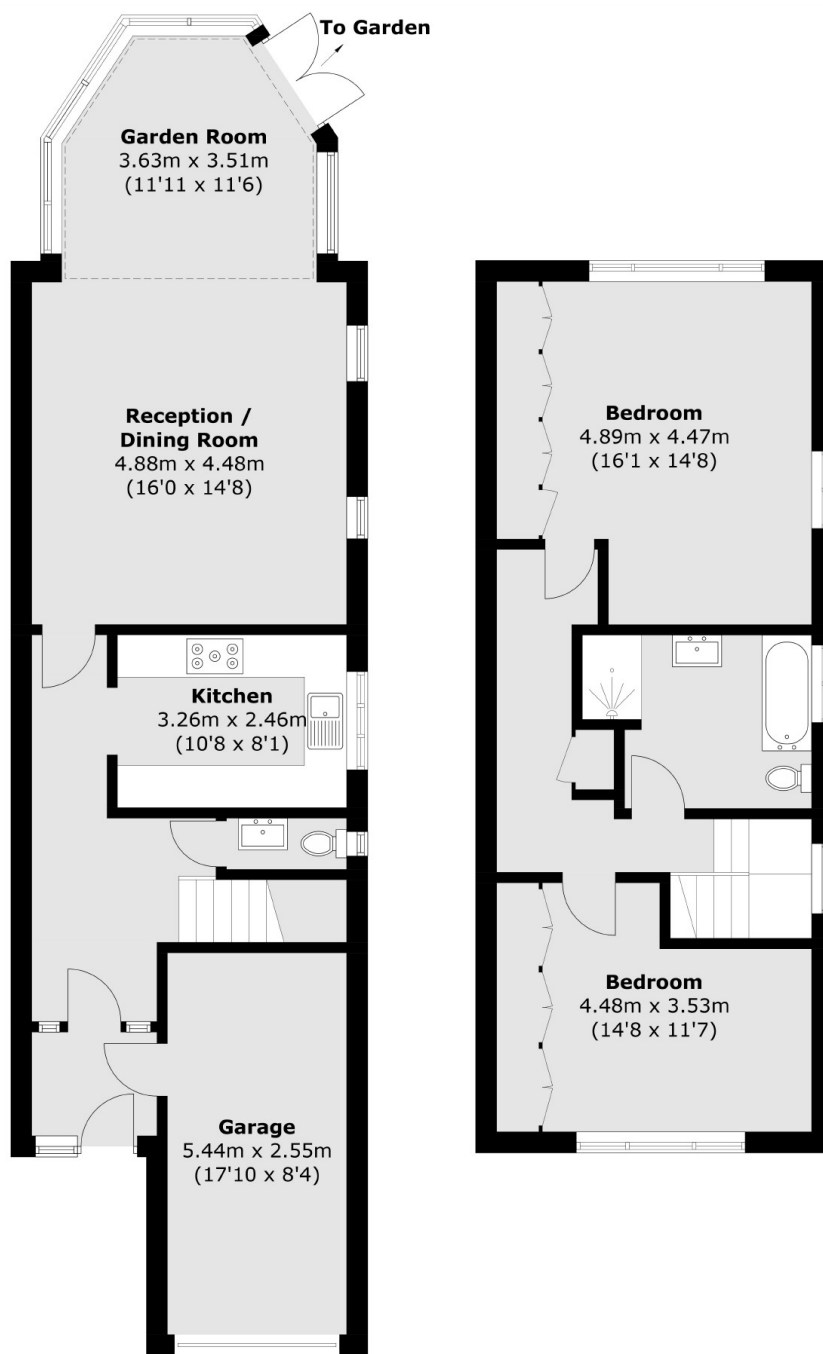 To Garden
Garden Room
3.63m x 3.51m
(11'11 x 11'6)
Reception /
Dining Room
4.88m x 4.48m
(16'0 x 14'8)
Kitchen
3.26m x 2.46m
(10'8 x 8'1)
Garage
5.44m x 2.55m
(17'10 x 8'4)
Bedroom
4.89m x 4.47m
(16'1 x 14'8)
Bedroom
4.48m x 3.53m
(14'8 x 11'7)